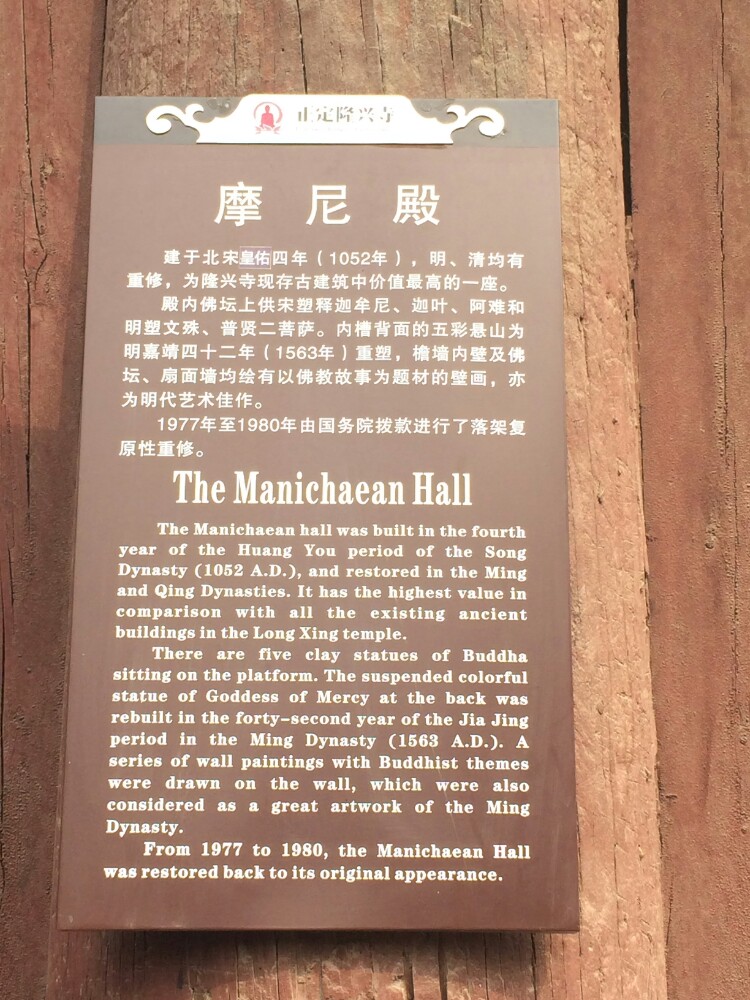 正定隆兴寺
摩尼殿
建于北宋皇佑四年（1052年），明、清均有
重修，为隆兴寺现存古建筑中价值最高的一座。
殿内佛坛上供宋塑释迦牟尼、迦叶、阿难和
明塑文殊、普贤二菩萨。内槽背面的五彩悬山为
明嘉靖四十二年（1563年）重塑，檐墙内壁及佛
坛、扇面墙均绘有以佛教故事为题材的壁画，亦
为明代艺术佳作。
1977年至1980年由国务院拨款进行了落架复
原性重修。
The Manichaean Hall
The Manichaean hall was built in the fourth
year of the Huang You period of the Song
Dynasty (1052 A.D.), and restored in the Ming
and Qing Dynasties. It has the highest value in
comparison with all the existing ancient
buildings in the Long Xing temple.
There are five clay statues of Buddha
sitting on the platform. The suspended colorful
statue of Goddess of Mercy at the back was
rebuilt in the forty-second year of the Jia Jing
period in the Ming Dynasty (1563 A.D.). A
series of wall paintings with Buddhist themes
were drawn on the wall, which were also
considered as a great artwork of the Ming
Dynasty.
From 1977 to 1980, the Manichaean Hall
was restored back to its original appearance.